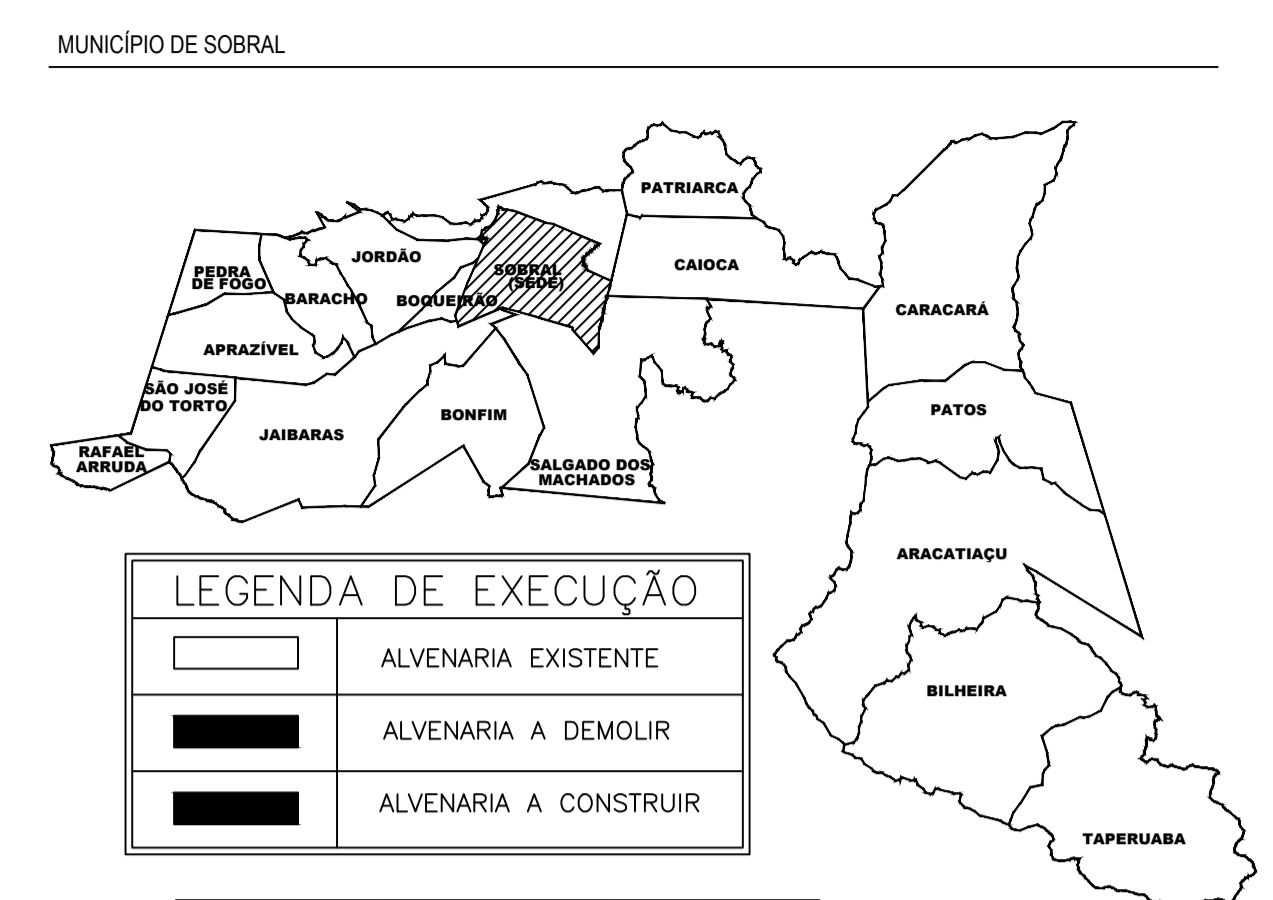 MUNICÍPIO DE SOBRAL
PATRIARCA
JORDÃO
CAIOCA
PEDRA
DE FOGO
SOBRAL
(SEDE)
BARACHO
BOQUEIRÃO
CARACARÁ
APRAZÍVEL
SÃO JOSÉ
DO TORTO
BONFIM
PATOS
JAIBARAS
RAFAEL
ARRUDA
SALGADO DOS
MACHADOS
ARACATIAÇU
BILHEIRA
TAPERUABA
LEGENDA DE EXECUÇÃO
ALVENARIA EXISTENTE
ALVENARIA A DEMOLIR
ALVENARIA A CONSTRUIR